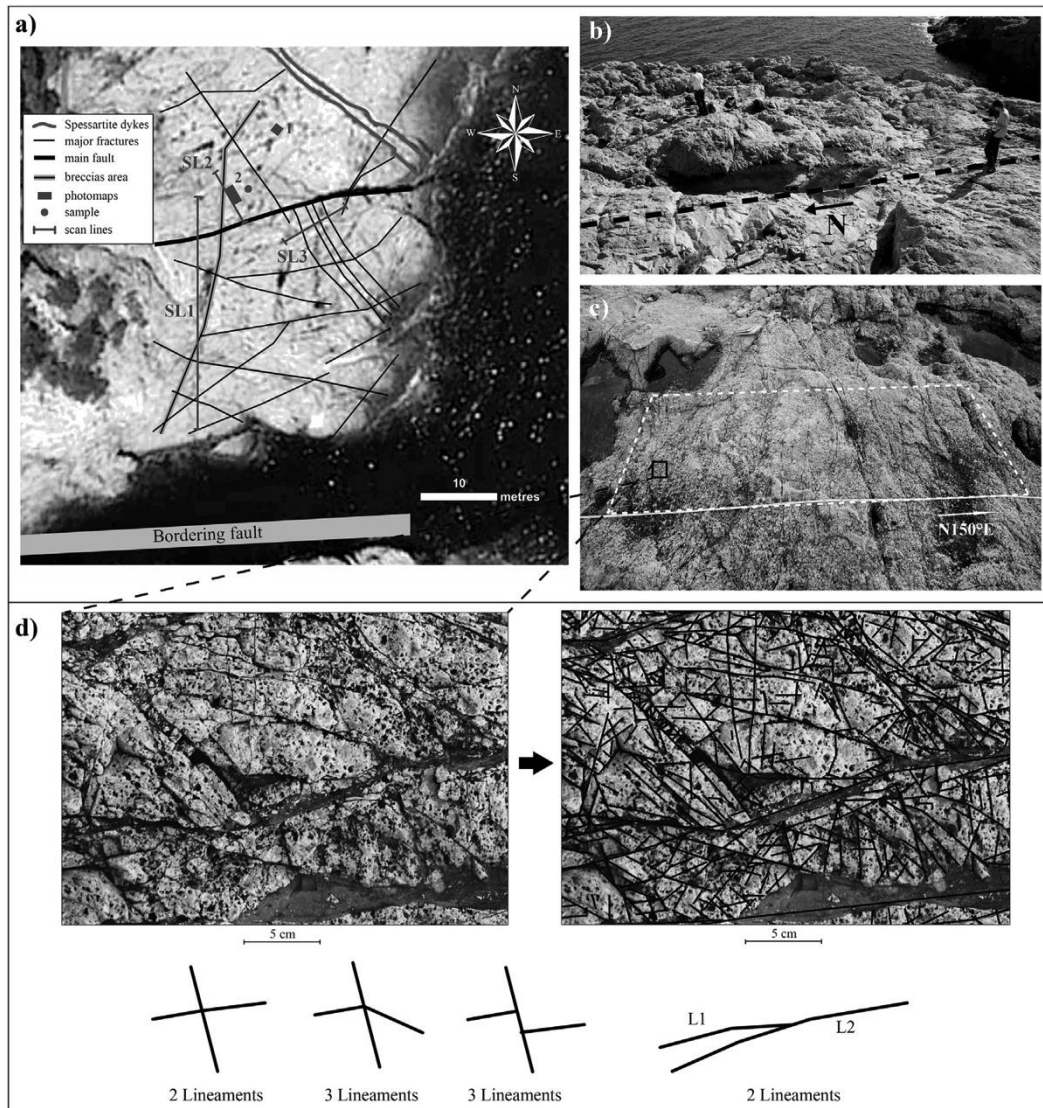 a)
Spessartite dykes
major fractures
main fault
breccias area
photomaps
sample
scan lines
N
W
E
S
1
SL2
2
SL3
SL1
10
metres
Bordering fault
b)
N
c)
N150°E
d)
5 cm
5 cm
L1
L2
2 Lineaments
3 Lineaments
3 Lineaments
2 Lineaments